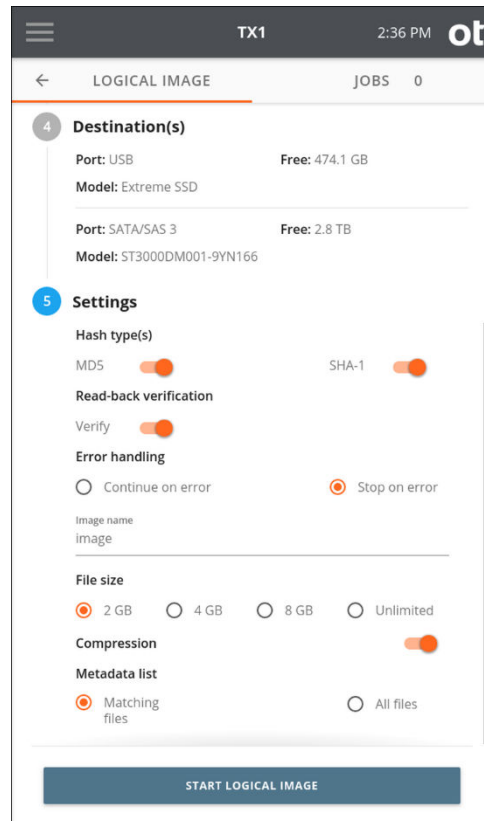 TX1 2:36 PM ot
LOGICAL IMAGE JOBS 0
4 Destination(s)
Port: USB Free: 474.1 GB
Model: Extreme SSD
Port: SATA/SAS 3 Free: 2.8 TB
Model: ST3000DM001-9YN166
5 Settings
Hash type(s)
MD5 SHA-1
Read-back verification
Verify
Error handling
Continue on error Stop on error
Image name
image
File size
2 GB 4 GB 8 GB Unlimited
Compression
Metadata list
Matching files All files
START LOGICAL IMAGE